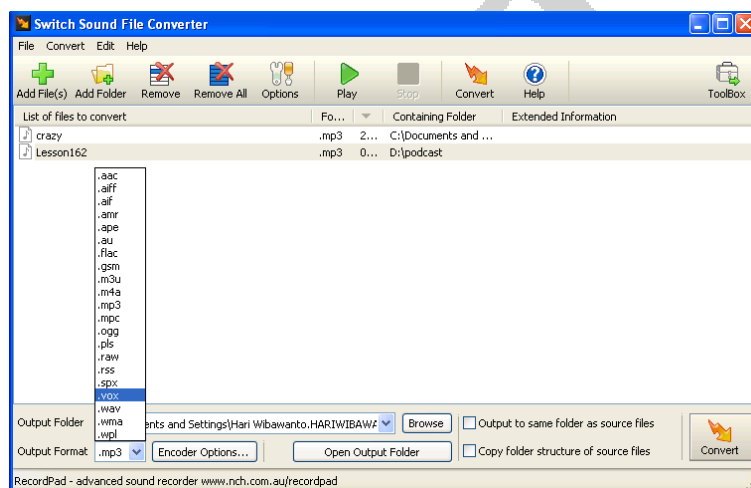 Switch Sound File Converter
File Convert Edit Help
Add File(s) Add Folder Remove Remove All Options Play Stop Convert Help ToolBox
List of files to convert Fo... Containing Folder Extended Information
crazy .mp3 2... C:\Documents and ...
Lesson162 .mp3 0... D:\podcast
.aac
.aiff
.aif
.amr
.ape
.au
.flac
.gsm
.m3u
.m4a
.mp3
.mpc
.ogg
.pls
.raw
.rss
.spx
.vox
.wav
.wma
.wpl
Output Folder ents and Settings\Hari Wibawanto.HARIWIBAWA Browse Output to same folder as source files
Output Format .mp3 Encoder Options... Open Output Folder Copy folder structure of source files Convert
RecordPad - advanced sound recorder www.nch.com.au/recordpad